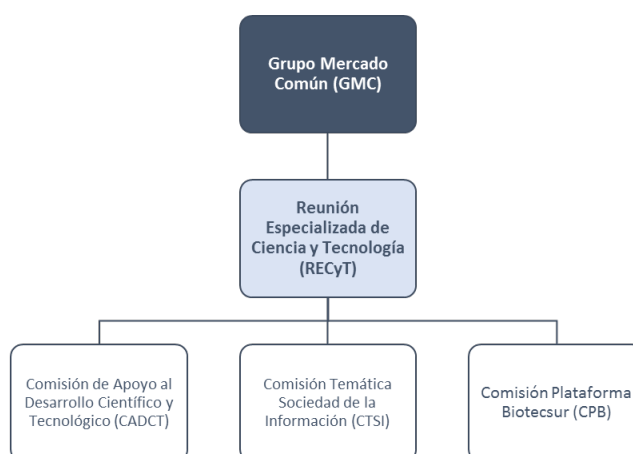 Grupo Mercado
Común (GMC)
Reunión
Especializada de
Ciencia y Tecnología
(RECyT)
Comisión de Apoyo al
Desarrollo Científico y
Tecnológico (CADCT)
Comisión Temática
Sociedad de la
Información (CTSI)
Comisión Plataforma
Biotecsur (CPB)